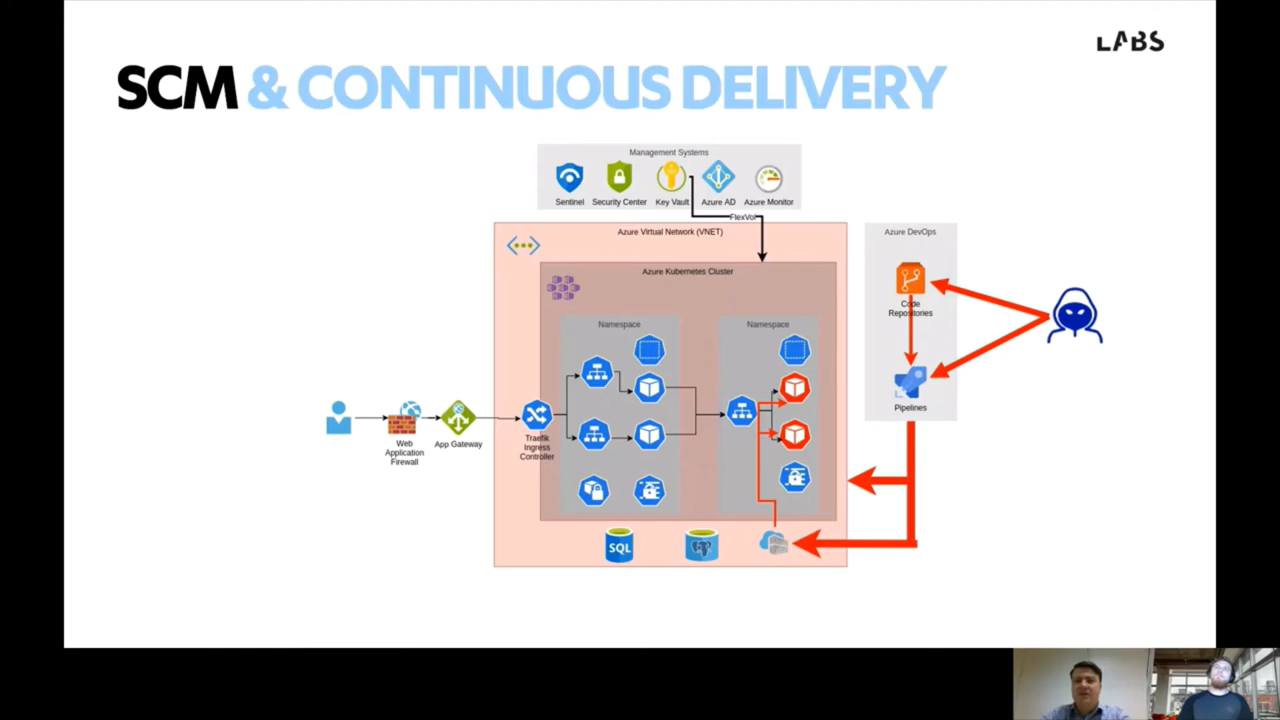 LABS
SCM & CONTINUOUS DELIVERY
Management Systems
Sentinel
Security Center
Key Vault
Azure AD
Azure Monitor
FlexVol
Azure Virtual Network (VNET)
Azure DevOps
Azure Kubernetes Cluster
Code
Repositories
Namespace
Namespace
Pipelines
Web
Application
Firewall
App Gateway
Traefik
Ingress
Controller
SQL